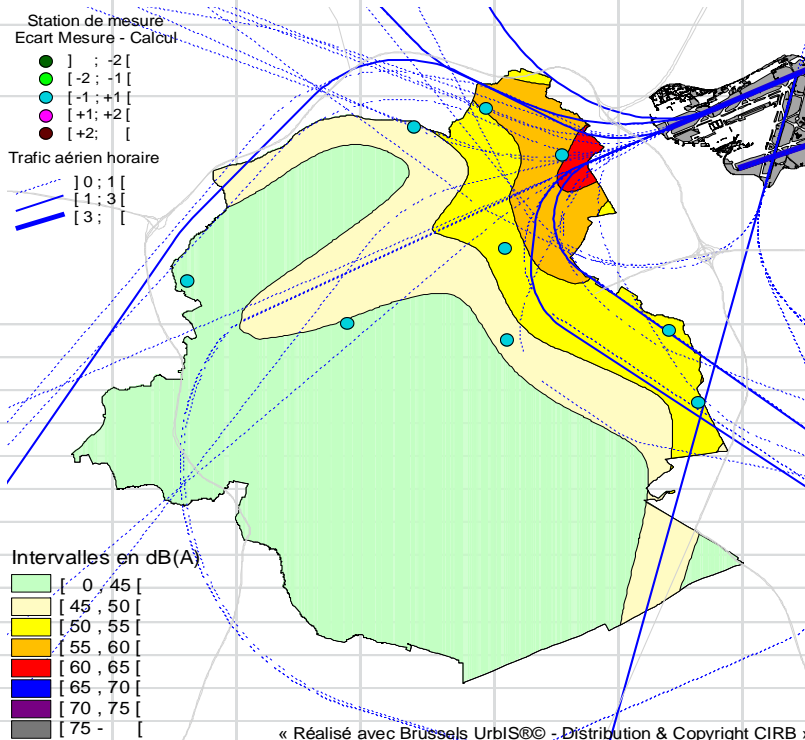 Station de mesure
Ecart Mesure - Calcul
] ; -2 [
[ -2 ; -1 [
[ -1 ; +1 [
[ +1; +2 [
[ +2; [
Trafic aérien horaire
] 0 ; 1 [
[ 1 ; 3 [
[ 3 ; [
Intervalles en dB(A)
[ 0 , 45 [
[ 45 , 50 [
[ 50 , 55 [
[ 55 , 60 [
[ 60 , 65 [
[ 65 , 70 [
[ 70 , 75 [
[ 75 - [
« Réalisé avec Brussels UrbIS®© - Distribution & Copyright CIRB »